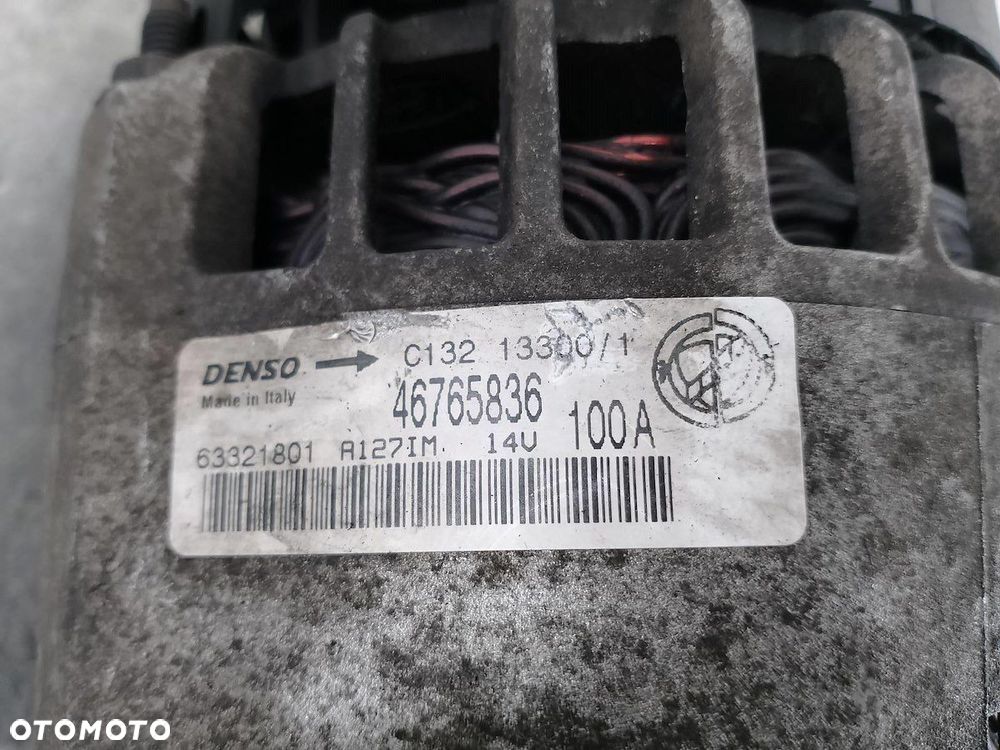 DENSO C132 13300/1
Made in Italy 46765836 100A
63321801 A127IM. 14V
OTOMOTO